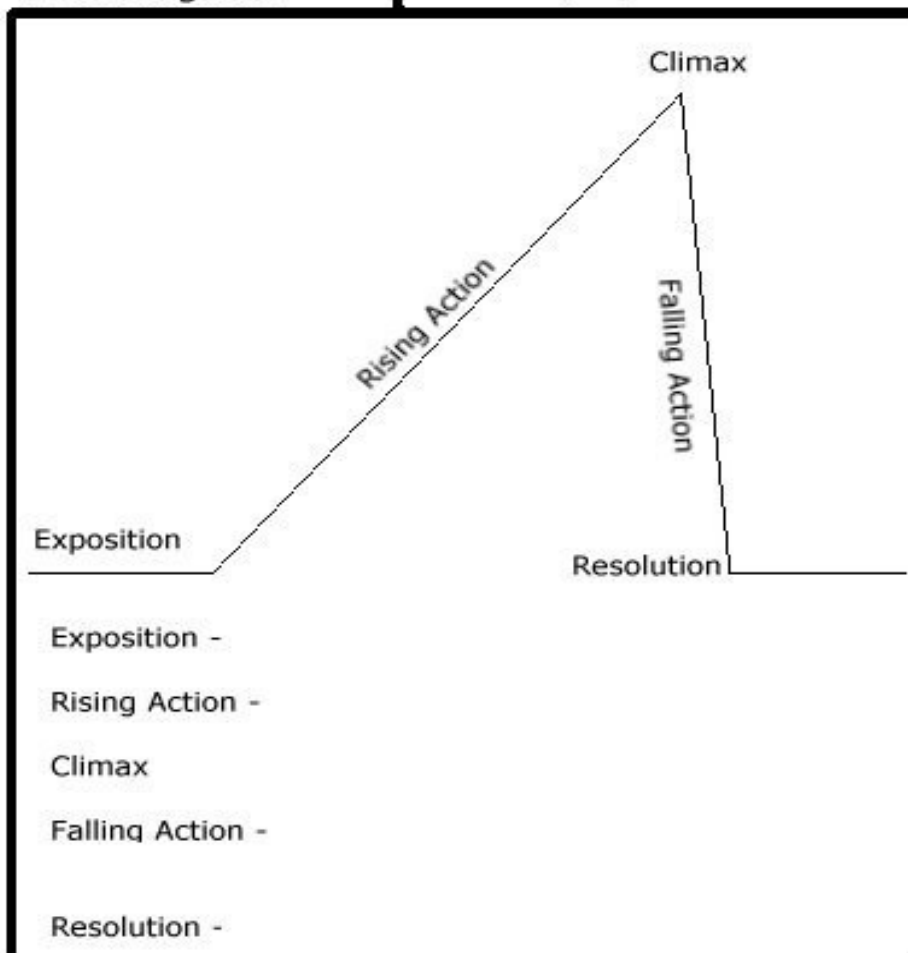 Climax
Rising Action
Falling Action
Exposition
Resolution
Exposition -
Rising Action -
Climax
Falling Action -
Resolution -